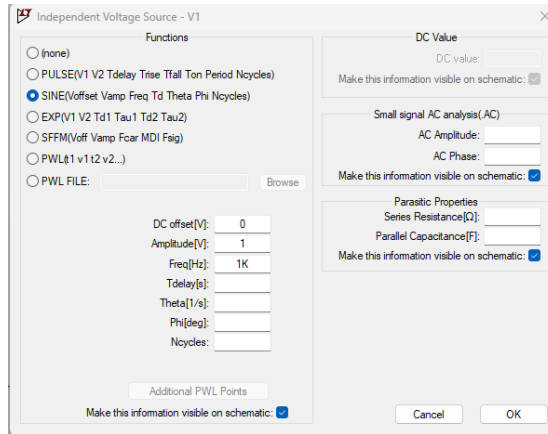 Independent Voltage Source - V1
Functions
(none)
PULSE(V1 V2 Tdelay Trise Tfall Ton Period Ncycles)
SINE(Voffset Vamp Freq Td Theta Phi Ncycles)
EXP(V1 V2 Td1 Tau1 Td2 Tau2)
SFFM(Voff Vamp Fcar MDI Fsig)
PWL(t1 v1 t2 v2...)
PWL FILE:
Browse
DC offset[V]: 0
Amplitude[V]: 1
Freq[Hz]: 1K
Tdelay[s]:
Theta[1/s]:
Phi[deg]:
Ncycles:
Additional PWL Points
Make this information visible on schematic:
DC Value
DC value:
Make this information visible on schematic:
Small signal AC analysis(.AC)
AC Amplitude:
AC Phase:
Make this information visible on schematic:
Parasitic Properties
Series Resistance[Ω]:
Parallel Capacitance[F]:
Make this information visible on schematic:
Cancel
OK